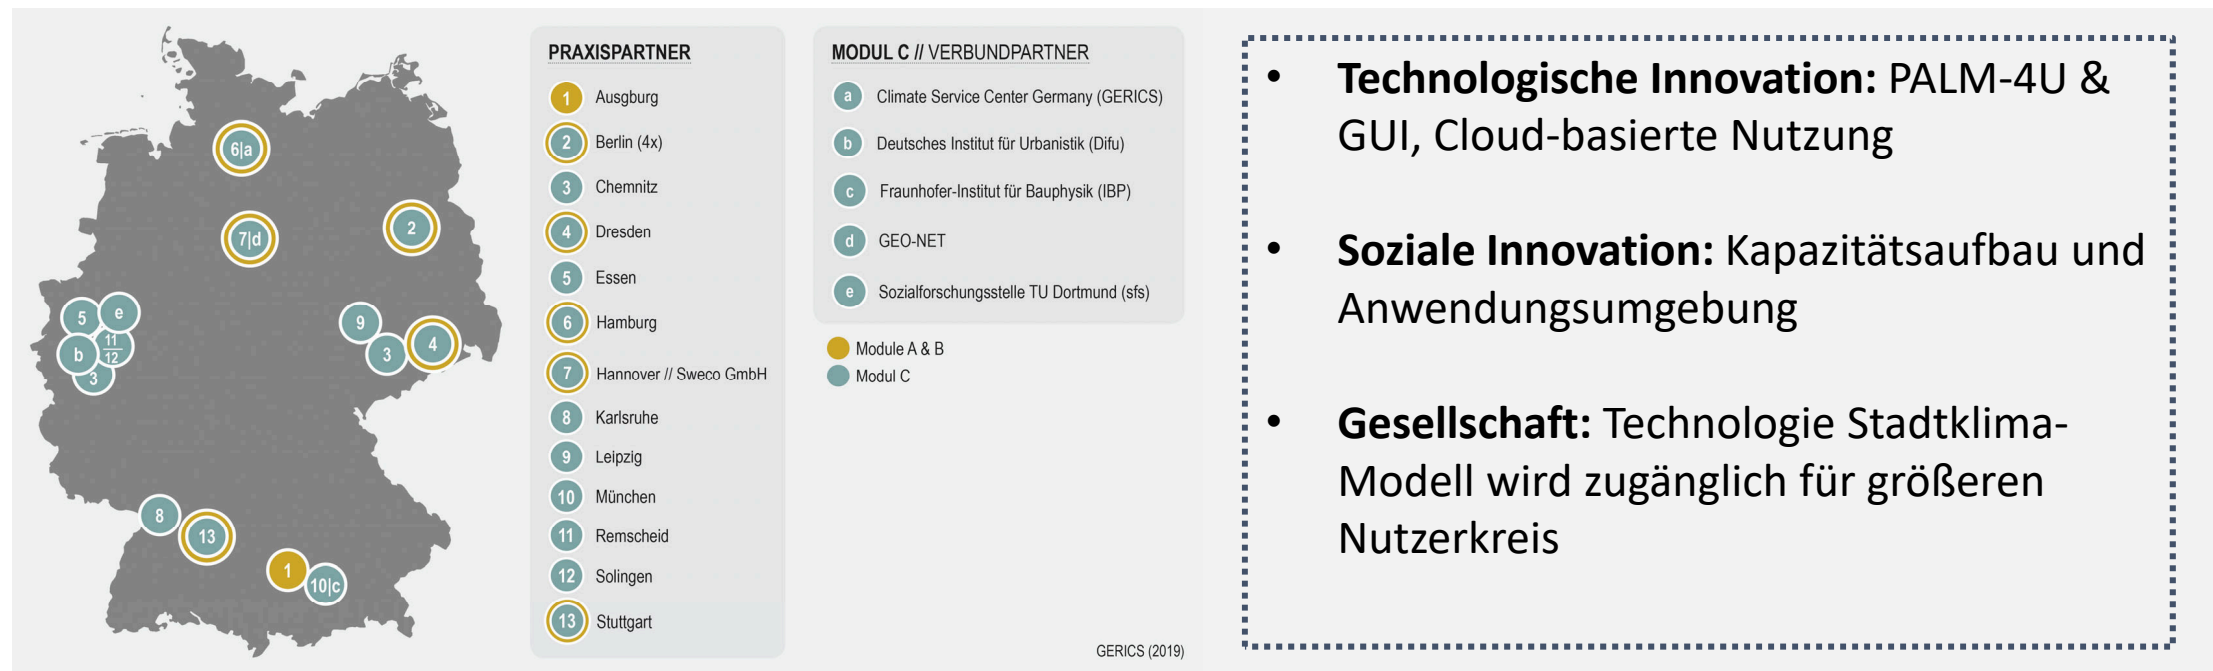 6|a
7|d
2
5
e
11
12
b
3
9
3
4
8
13
1
10|c
PRAXISPARTNER
1 Ausgburg
2 Berlin (4x)
3 Chemnitz
4 Dresden
5 Essen
6 Hamburg
7 Hannover // Sweco GmbH
8 Karlsruhe
9 Leipzig
10 München
11 Remscheid
12 Solingen
13 Stuttgart
MODUL C // VERBUNDPARTNER
a Climate Service Center Germany (GERICS)
b Deutsches Institut für Urbanistik (Difu)
c Fraunhofer-Institut für Bauphysik (IBP)
d GEO-NET
e Sozialforschungsstelle TU Dortmund (sfs)
Module A & B
Modul C
GERICS (2019)
• Technologische Innovation: PALM-4U &
GUI, Cloud-basierte Nutzung
• Soziale Innovation: Kapazitätsaufbau und
Anwendungsumgebung
• Gesellschaft: Technologie Stadtklima-
Modell wird zugänglich für größeren
Nutzerkreis